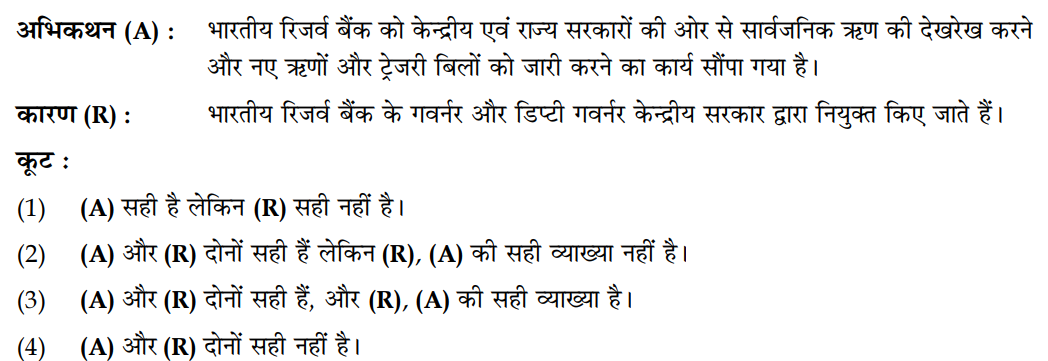 अभिकथन (A) : भारतीय रिजर्व बैंक को केन्द्रीय एवं राज्य सरकारों की ओर से सार्वजनिक ऋण की देखरेख करने
और नए ऋणों और ट्रेजरी बिलों को जारी करने का कार्य सौंपा गया है।
कारण (R) : भारतीय रिजर्व बैंक के गवर्नर और डिप्टी गवर्नर केन्द्रीय सरकार द्वारा नियुक्त किए जाते हैं।
कूट :
(1) (A) सही है लेकिन (R) सही नहीं है।
(2) (A) और (R) दोनों सही हैं लेकिन (R), (A) की सही व्याख्या नहीं है।
(3) (A) और (R) दोनों सही हैं, और (R), (A) की सही व्याख्या है।
(4) (A) और (R) दोनों सही नहीं है।